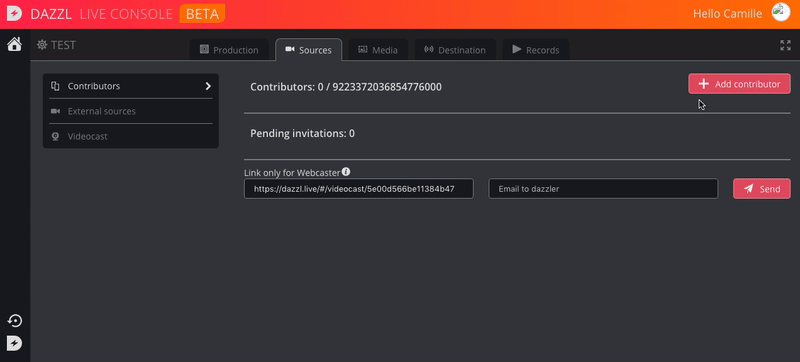 DAZZL LIVE CONSOLE BETA
Hello Camille
TEST
Production
Sources
Media
Destination
Records
Contributors
External sources
Videocast
Contributors: 0 / 9223372036854776000
Add contributor
Pending invitations: 0
Link only for Webcaster
https://dazzl.live/#/videocast/5e00d566be11384b47
Email to dazzler
Send